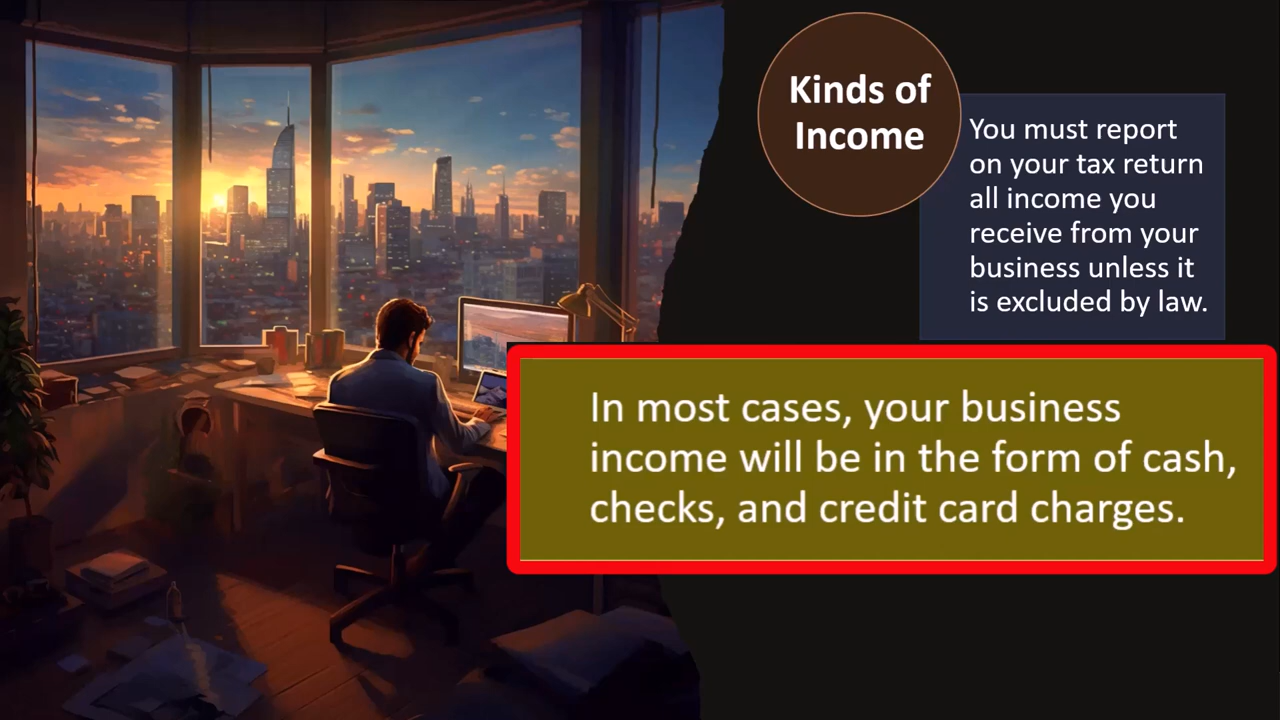 Kinds of
Income
You must report
on your tax return
all income you
receive from your
business unless it
is excluded by law.
In most cases, your business
income will be in the form of cash,
checks, and credit card charges.